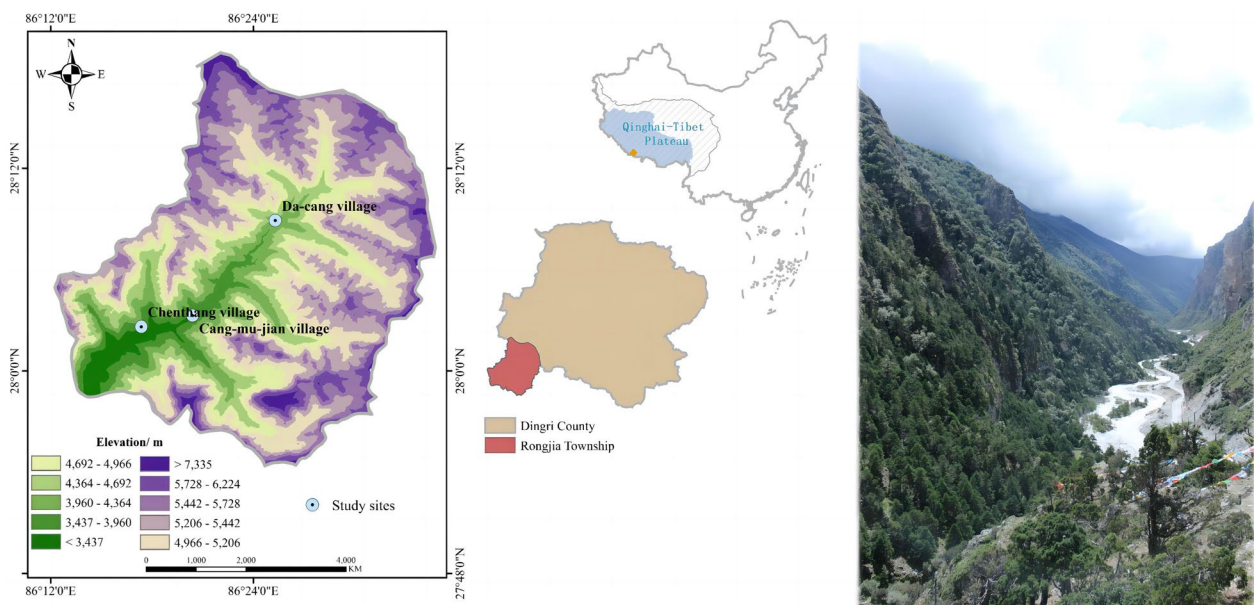 86°12'0"E
86°24'0"E
N
W
E
S
28°12'0"N
28°12'0"N
Da-cang village
Chenthang village
Cang-mu-jian village
28°0'0"N
28°0'0"N
Elevation/ m
4,692 - 4,966
> 7,335
4,364 - 4,692
5,728 - 6,224
3,960 - 4,364
5,442 - 5,728
3,437 - 3,960
5,206 - 5,442
< 3,437
4,966 - 5,206
Study sites
0
1,000
2,000
4,000
KM
27°48'0"N
86°12'0"E
86°24'0"E
Qinghai-Tibet
Plateau
Dingri County
Rongjia Township